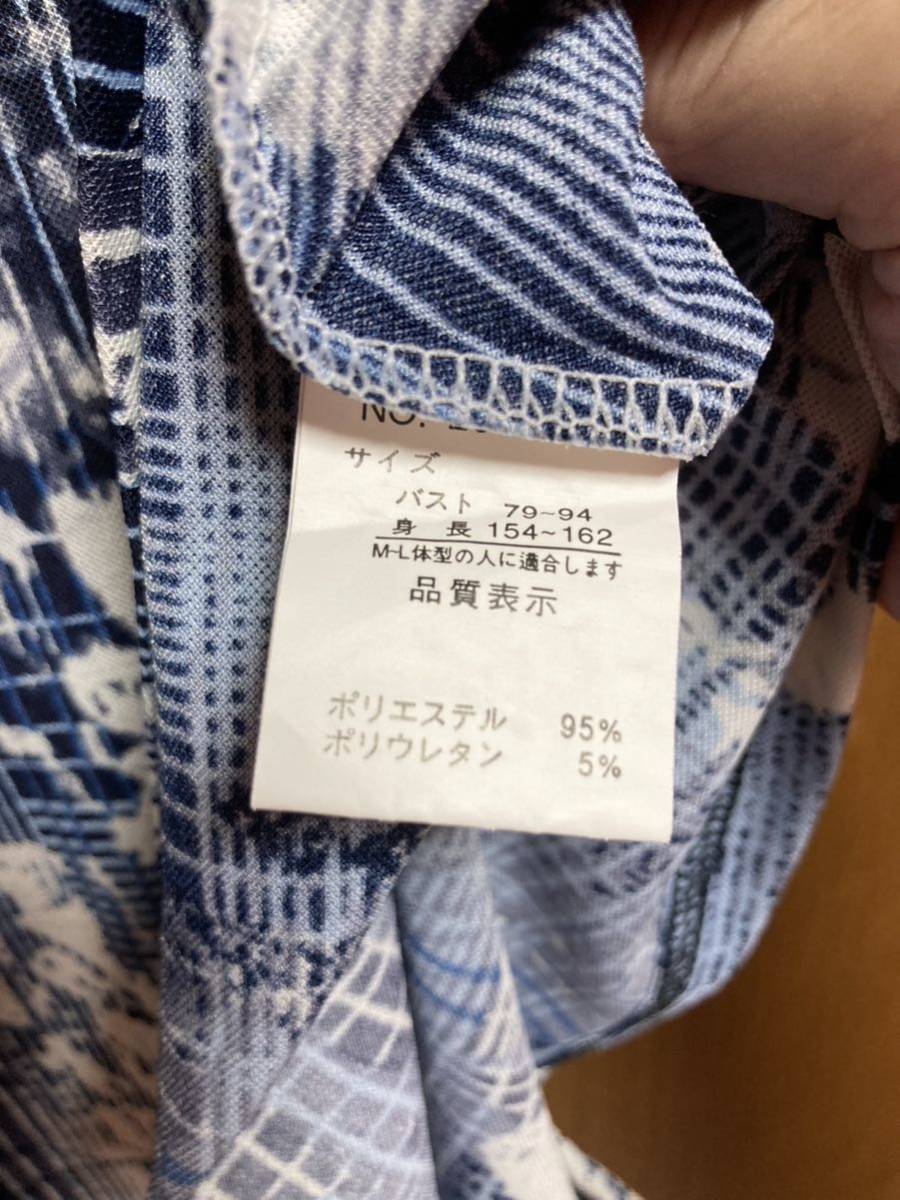 NO.
サイズ
バスト 79~94
身長 154~162
M-L体型の人に適合します
品質表示
ポリエステル 95%
ポリウレタン 5%